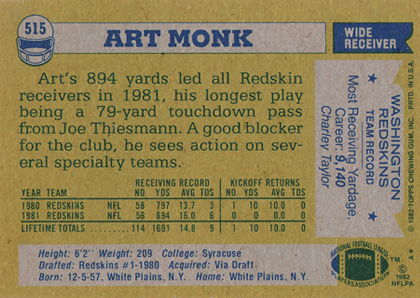 515
ART MONK
WIDE
RECEIVER
Art's 894 yards led all Redskin
receivers in 1981, his longest play
being a 79-yard touchdown pass
from Joe Thiesmann. A good blocker
for the club, he sees action on sev-
eral specialty teams.
WASHINGTON
REDSKINS
TEAM RECORD
Most Receiving Yardage,
Career: 9,140
Charley Taylor
© 1982 TOPPS CHEWING GUM, INC. PRTD. IN U.S.A.
RECEIVING RECORD KICKOFF RETURNS
YEAR TEAM NO YDS AVG TDS NO YDS AVG TDS
1980 REDSKINS NFL 58 797 13.7 3 1 10 10.0 0
1981 REDSKINS NFL 56 894 16.0 6 0 0 0.0 0
LIFETIME TOTALS 114 1691 14.8 9 1 10 10.0 0
Height: 6'2" Weight: 209 College: Syracuse
Drafted: Redskins #1-1980 Acquired: Via Draft
Born: 12-5-57, White Plains, N.Y. Home: White Plains, N.Y.
NATIONAL FOOTBALL LEAGUE
PLAYERS ASSOCIATION
TM
© 1982
NFLPA
A*